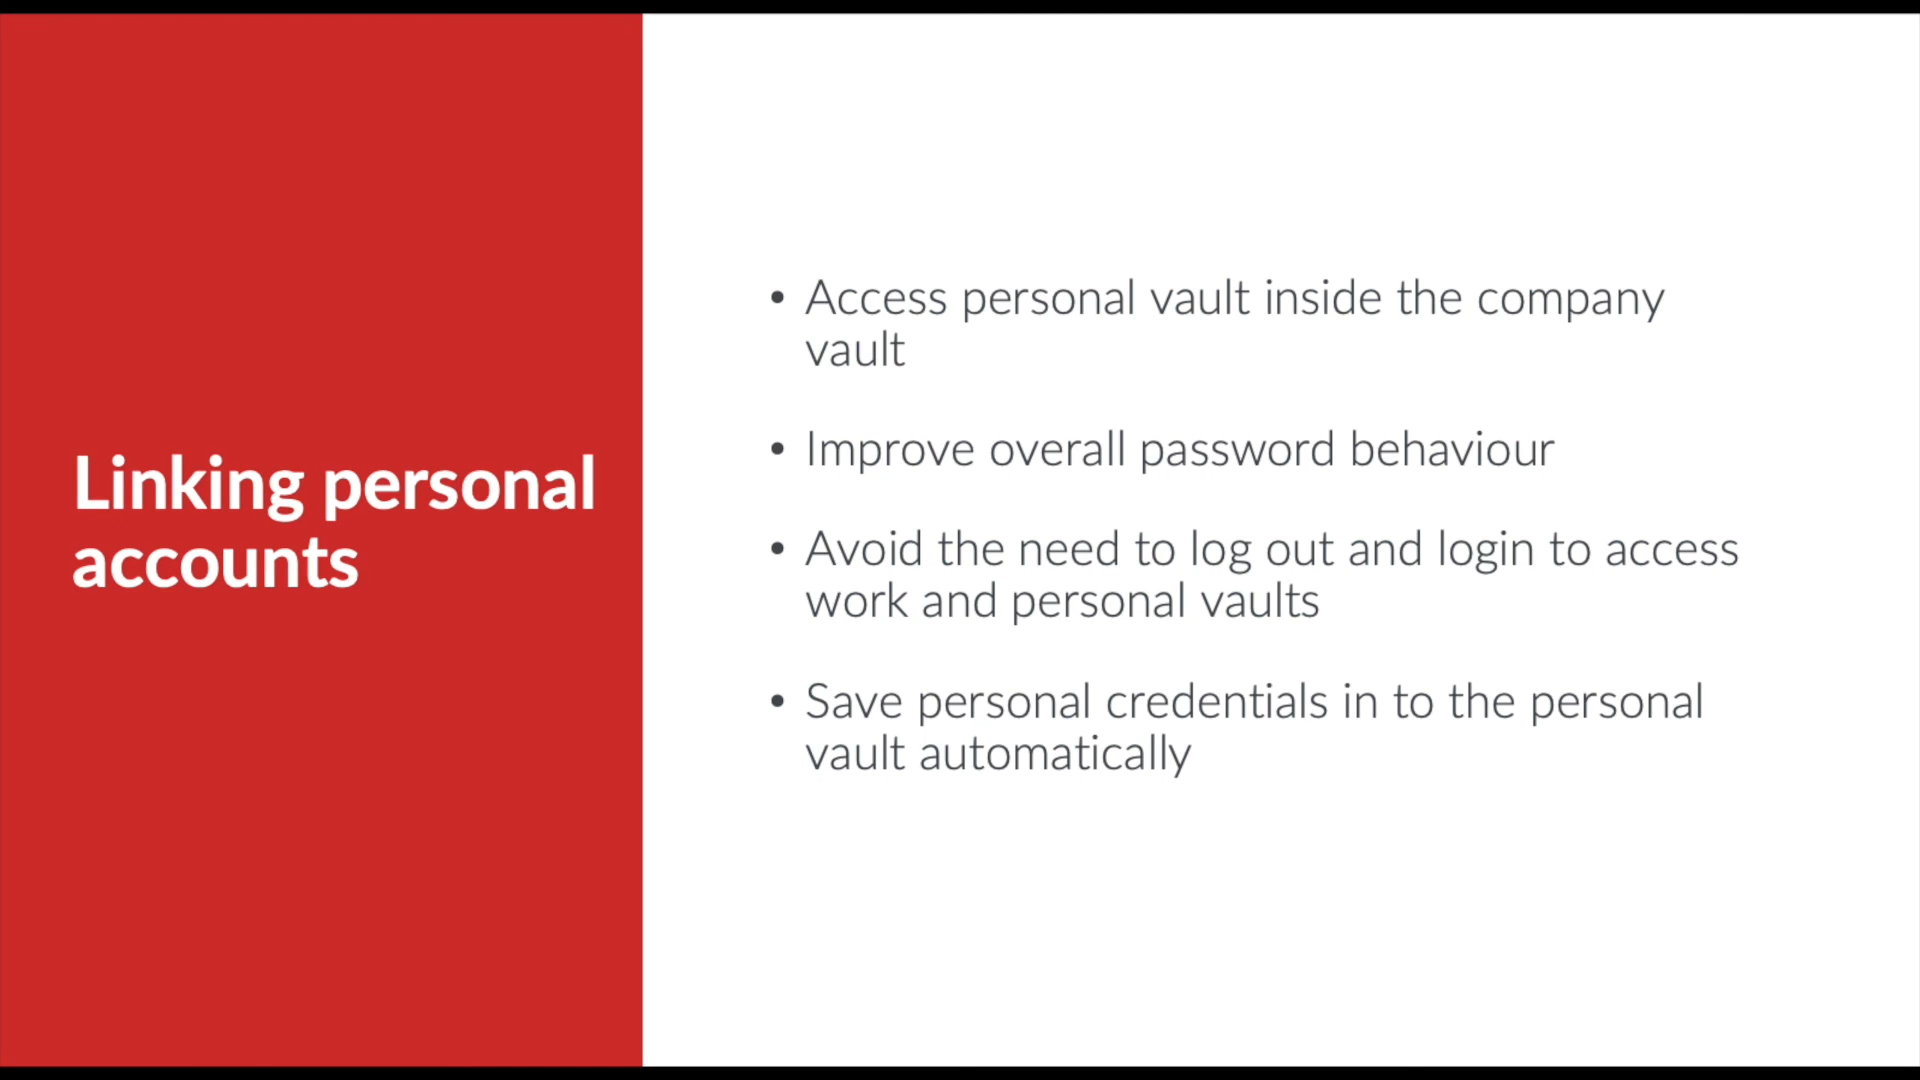 Linking personal
accounts
• Access personal vault inside the company
vault
• Improve overall password behaviour
• Avoid the need to log out and login to access
work and personal vaults
• Save personal credentials in to the personal
vault automatically